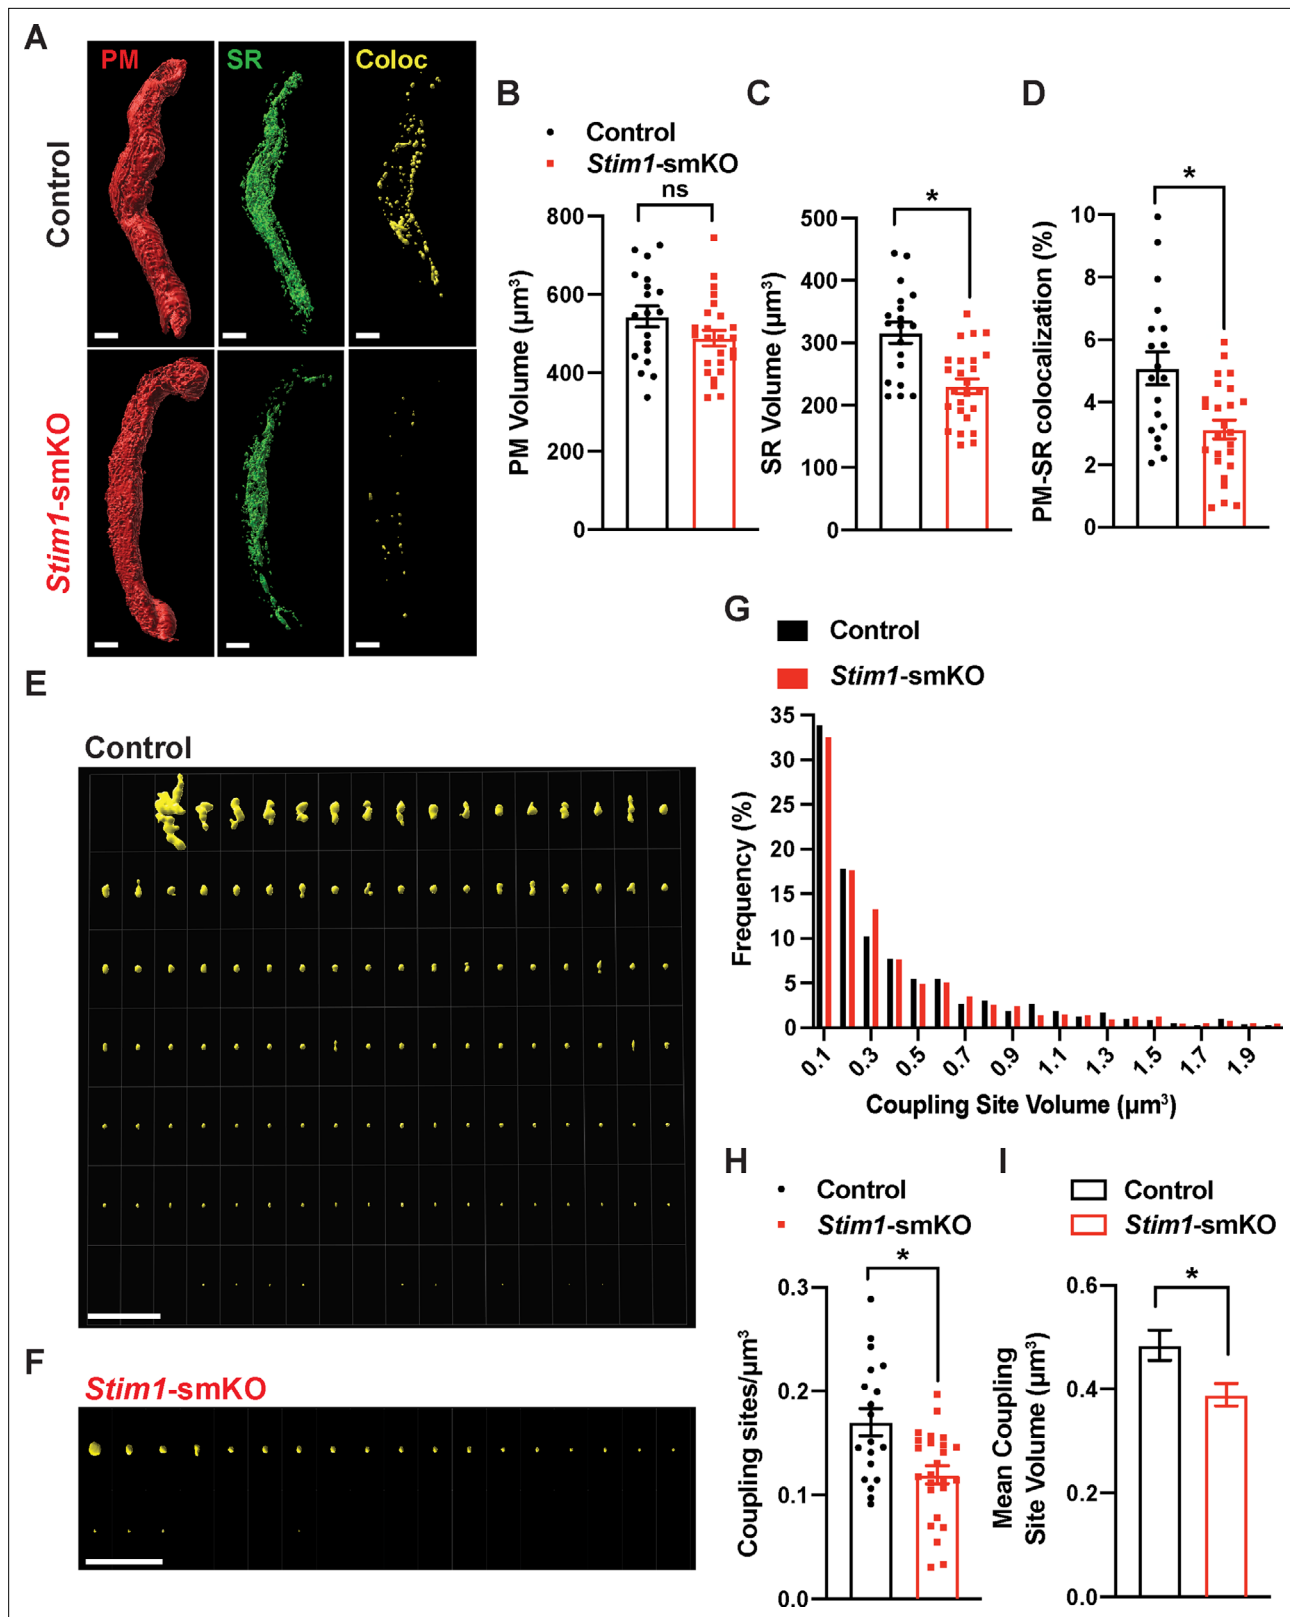 A
PM
SR
Coloc
Control
Stim1-smKO
B
Control
Stim1-smKO
ns
800
600
400
200
0
PM Volume (µm³)
C
*
500
400
300
200
100
0
SR Volume (µm³)
D
*
10
8
6
4
2
0
PM-SR colocalization (%)
E
Control
F
Stim1-smKO
G
Control
Stim1-smKO
35
30
25
20
15
10
5
0
Frequency (%)
0.1 0.3 0.5 0.7 0.9 1.1 1.3 1.5 1.7 1.9
Coupling Site Volume (µm³)
H
Control
Stim1-smKO
*
0.3
0.2
0.1
0.0
Coupling sites/µm³
I
Control
Stim1-smKO
*
0.6
0.4
0.2
0.0
Mean Coupling
Site Volume (µm³)